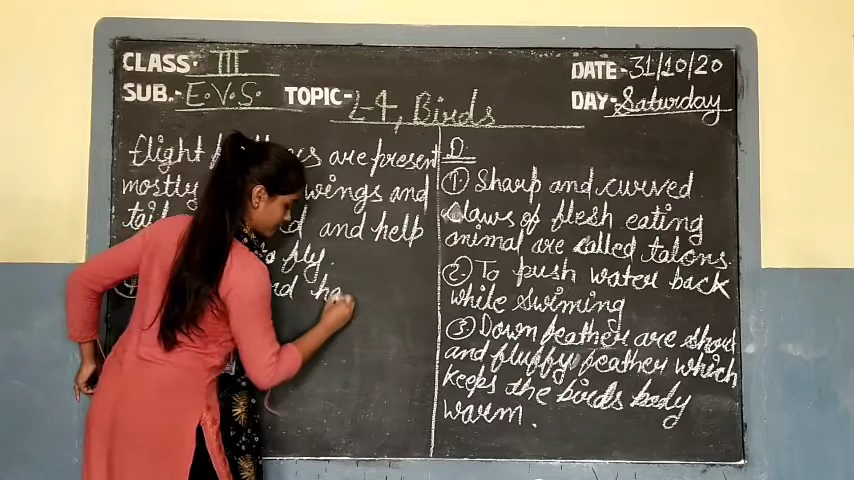 CLASS- III
SUB.- E.V.S.
TOPIC- L-4, Birds
DATE- 31/10/20
DAY- Saturday
flight are present
mostly wings and
and help
fly.
ha
D
① Sharp and curved
claws of flesh eating
animal are called talons.
② To push water back
while swiming
③ Down feather are short
and fluffy feather which
keeps the birds body
warm.